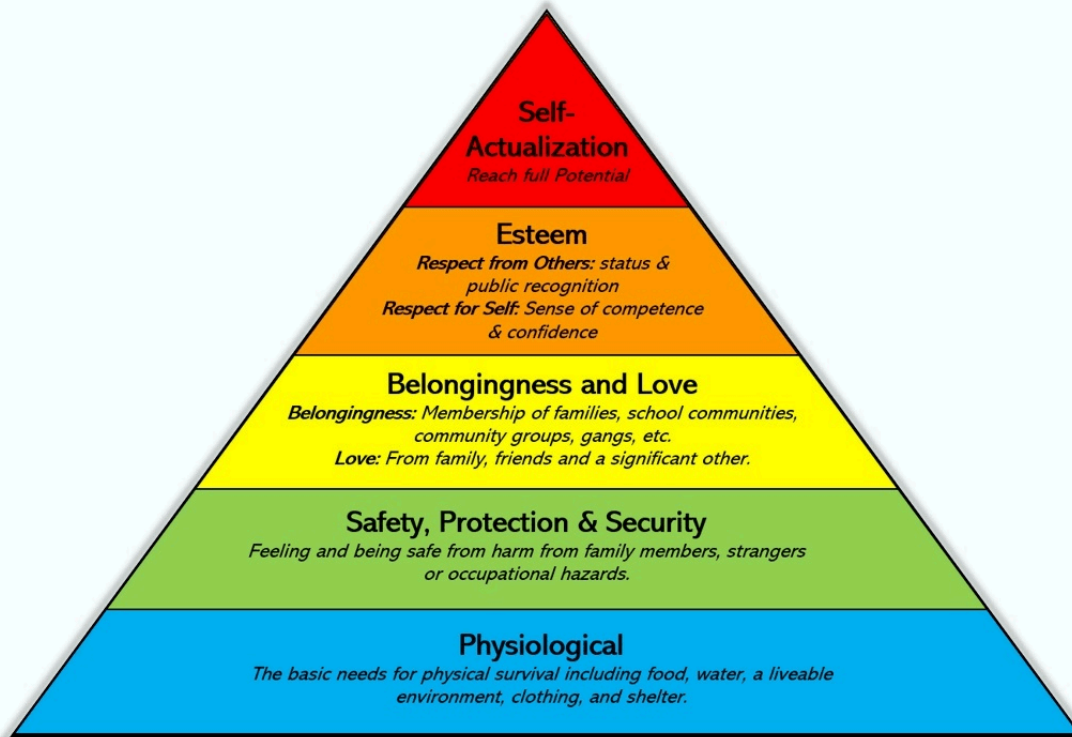 Self-
Actualization
Reach full Potential
Esteem
Respect from Others: status &
public recognition
Respect for Self: Sense of competence
& confidence
Belongingness and Love
Belongingness: Membership of families, school communities,
community groups, gangs, etc.
Love: From family, friends and a significant other.
Safety, Protection & Security
Feeling and being safe from harm from family members, strangers
or occupational hazards.
Physiological
The basic needs for physical survival including food, water, a liveable
environment, clothing, and shelter.